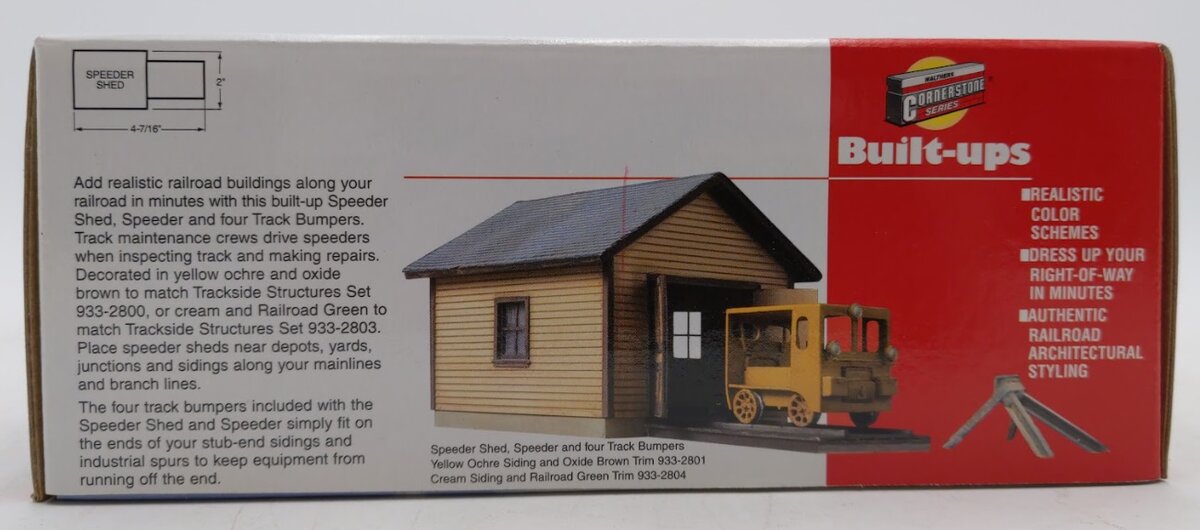 SPEEDER
SHED
2"
4-7/16"
Add realistic railroad buildings along your
railroad in minutes with this built-up Speeder
Shed, Speeder and four Track Bumpers.
Track maintenance crews drive speeders
when inspecting track and making repairs.
Decorated in yellow ochre and oxide
brown to match Trackside Structures Set
933-2800, or cream and Railroad Green to
match Trackside Structures Set 933-2803.
Place speeder sheds near depots, yards,
junctions and sidings along your mainlines
and branch lines.
The four track bumpers included with the
Speeder Shed and Speeder simply fit on
the ends of your stub-end sidings and
industrial spurs to keep equipment from
running off the end.
Speeder Shed, Speeder and four Track Bumpers
Yellow Ochre Siding and Oxide Brown Trim 933-2801
Cream Siding and Railroad Green Trim 933-2804
WALTHERS
CORNERSTONE®
SERIES
Built-ups
■REALISTIC
COLOR
SCHEMES
■DRESS UP YOUR
RIGHT-OF-WAY
IN MINUTES
■AUTHENTIC
RAILROAD
ARCHITECTURAL
STYLING